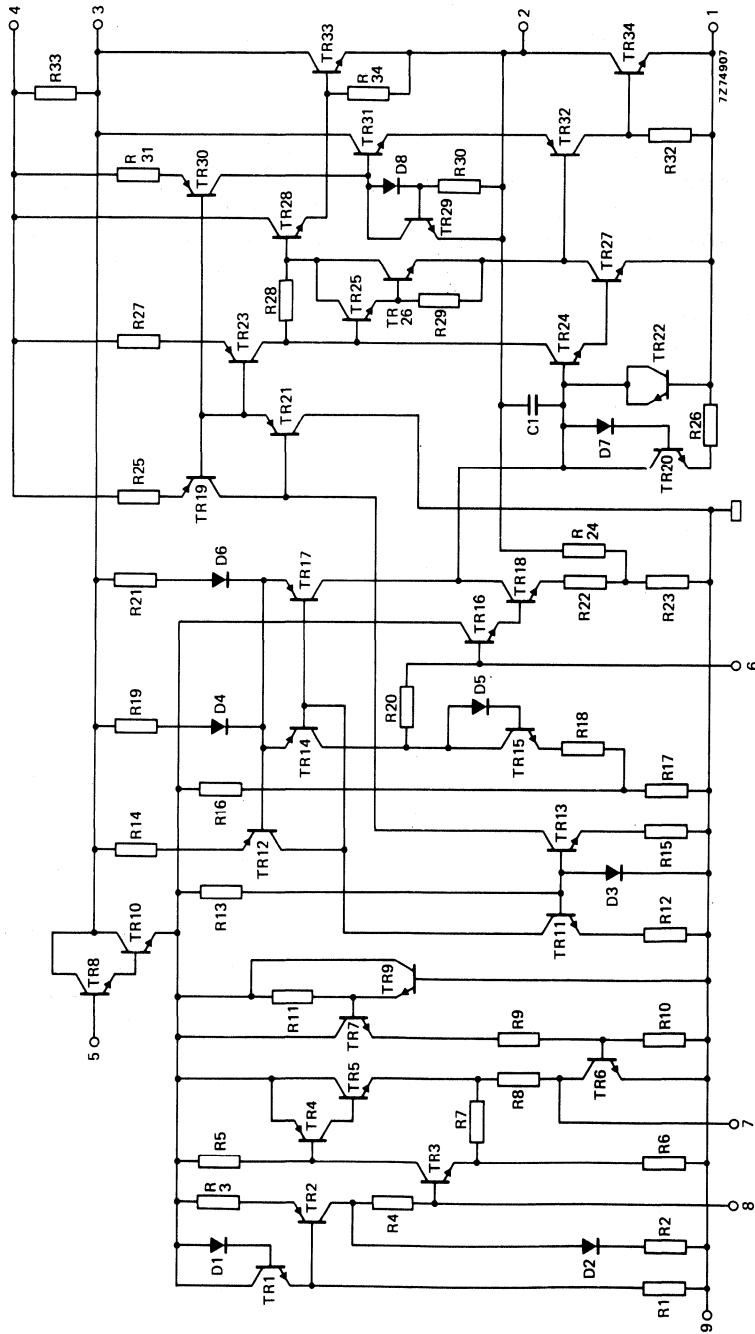 4
3
2
1
R33
TR33
R
34
TR34
7Z74907
R
31
TR30
TR31
TR32
R32
D8
R30
TR29
TR28
R28
TR25
TR
26
R29
TR27
R27
TR23
TR24
TR22
TR21
C1
D7
R26
TR20
R25
TR19
R
24
R21
D6
TR17
TR18
R22
R23
TR16
6
R19
D4
R20
D5
TR14
TR15
R18
R16
R17
R14
TR12
TR13
R15
R13
D3
TR11
R12
TR10
TR8
5
R11
TR9
TR7
R9
R10
TR5
R8
TR6
TR4
R7
7
R5
TR3
R6
R
3
TR2
R4
8
D1
D2
R2
TR1
R1
9